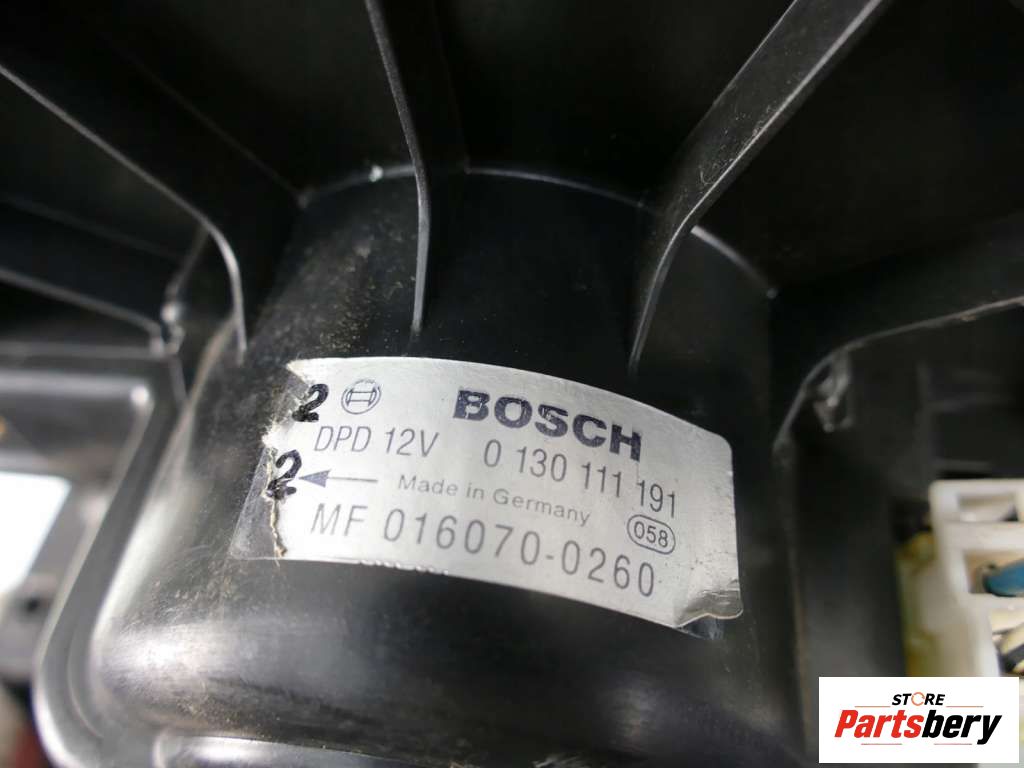 2 BOSCH
DPD 12V 0 130 111 191
2 Made in Germany 058
MF 016070-0260
STORE
Partsbery